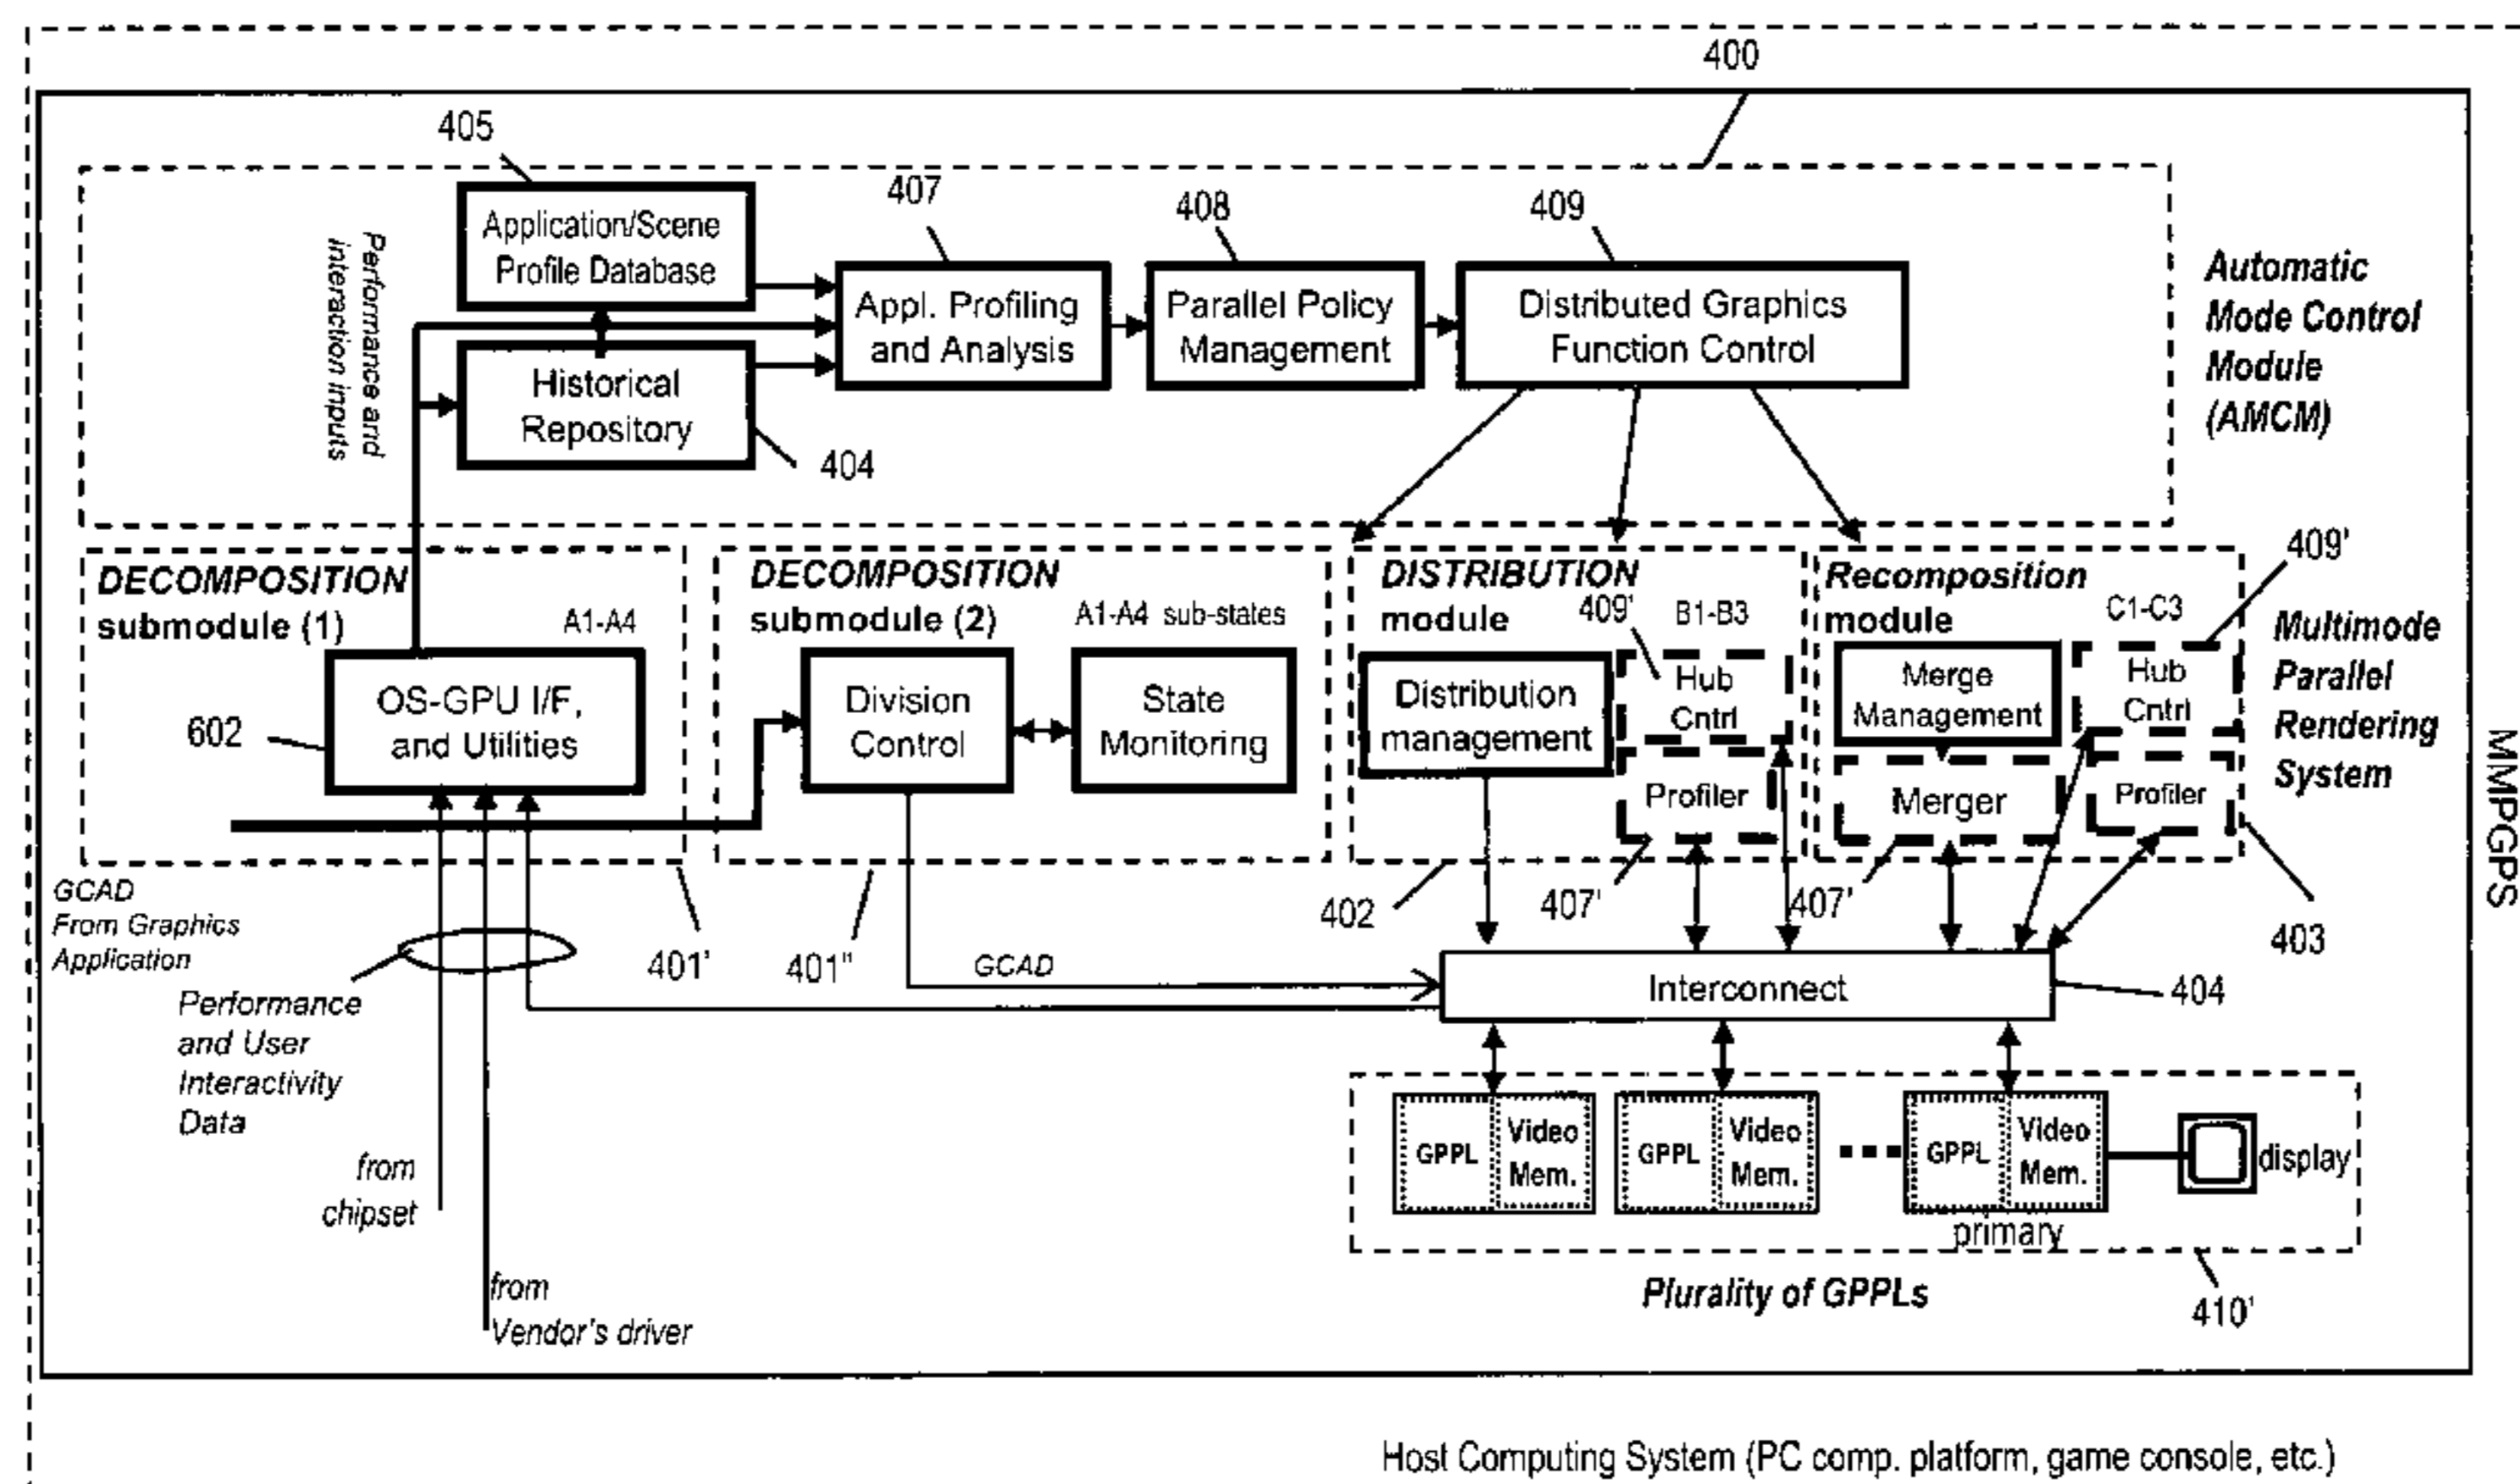 400
405
407
408
409
Application/Scene
Profile Database
Performance and
interaction inputs
Appl. Profiling
and Analysis
Parallel Policy
Management
Distributed Graphics
Function Control
Historical
Repository
404
Automatic
Mode Control
Module
(AMCM)
DECOMPOSITION
submodule (1)
A1-A4
OS-GPU I/F,
and Utilities
602
DECOMPOSITION
submodule (2)
A1-A4 sub-states
Division
Control
State
Monitoring
DISTRIBUTION
module
409'
B1-B3
Distribution
management
Hub
Cntrl
Profiler
Recomposition
module
C1-C3
409'
Merge
Management
Hub
Cntrl
Merger
Profiler
Multimode
Parallel
Rendering
System
MMPGPS
GCAD
From Graphics
Application
401'
401"
402
407'
407'
403
GCAD
Interconnect
404
Performance
and User
Interactivity
Data
from
chipset
from
Vendor's driver
GPPL
Video
Mem.
GPPL
Video
Mem.
GPPL
Video
Mem.
display
primary
Plurality of GPPLs
410'
Host Computing System (PC comp. platform, game console, etc.)